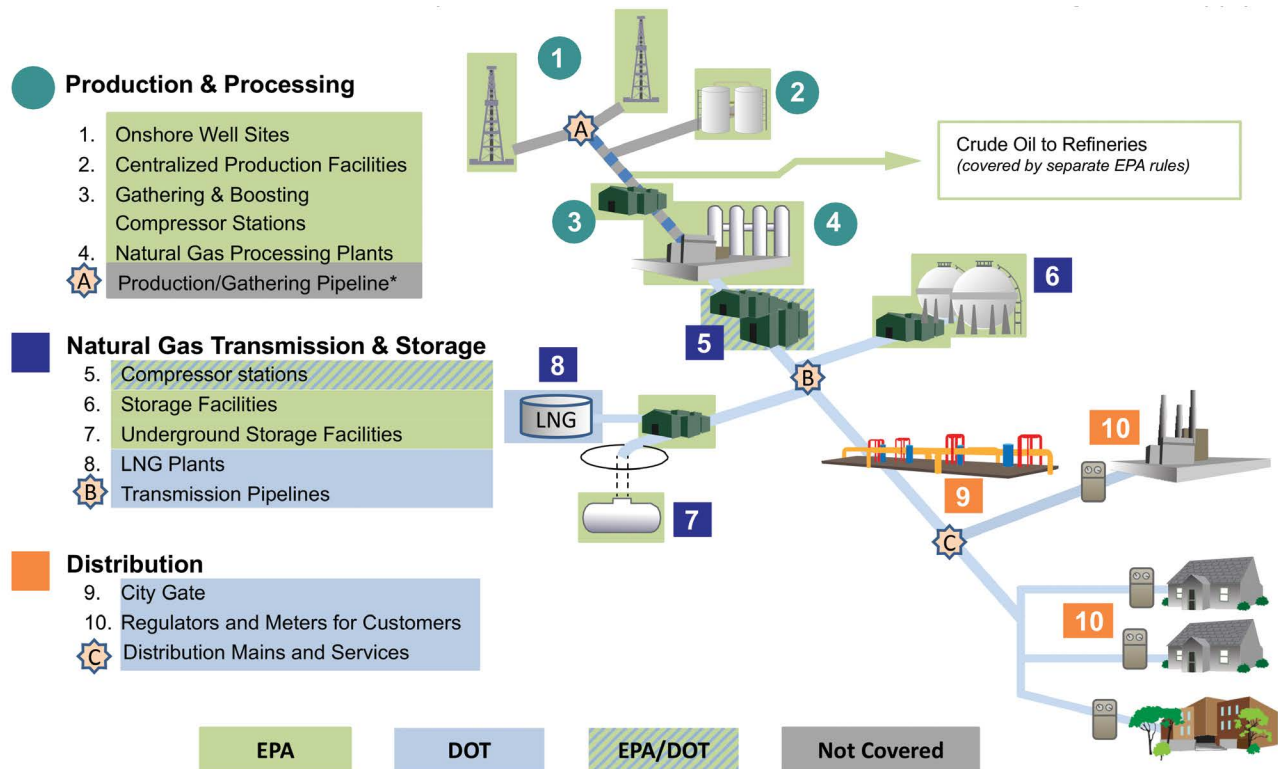 Production & Processing
1. Onshore Well Sites
2. Centralized Production Facilities
3. Gathering & Boosting
Compressor Stations
4. Natural Gas Processing Plants
A Production/Gathering Pipeline*
Natural Gas Transmission & Storage
5. Compressor stations
6. Storage Facilities
7. Underground Storage Facilities
8. LNG Plants
B Transmission Pipelines
Distribution
9. City Gate
10. Regulators and Meters for Customers
C Distribution Mains and Services
1
2
A
Crude Oil to Refineries
(covered by separate EPA rules)
3
4
6
5
8
B
LNG
10
9
7
C
10
EPA
DOT
EPA/DOT
Not Covered